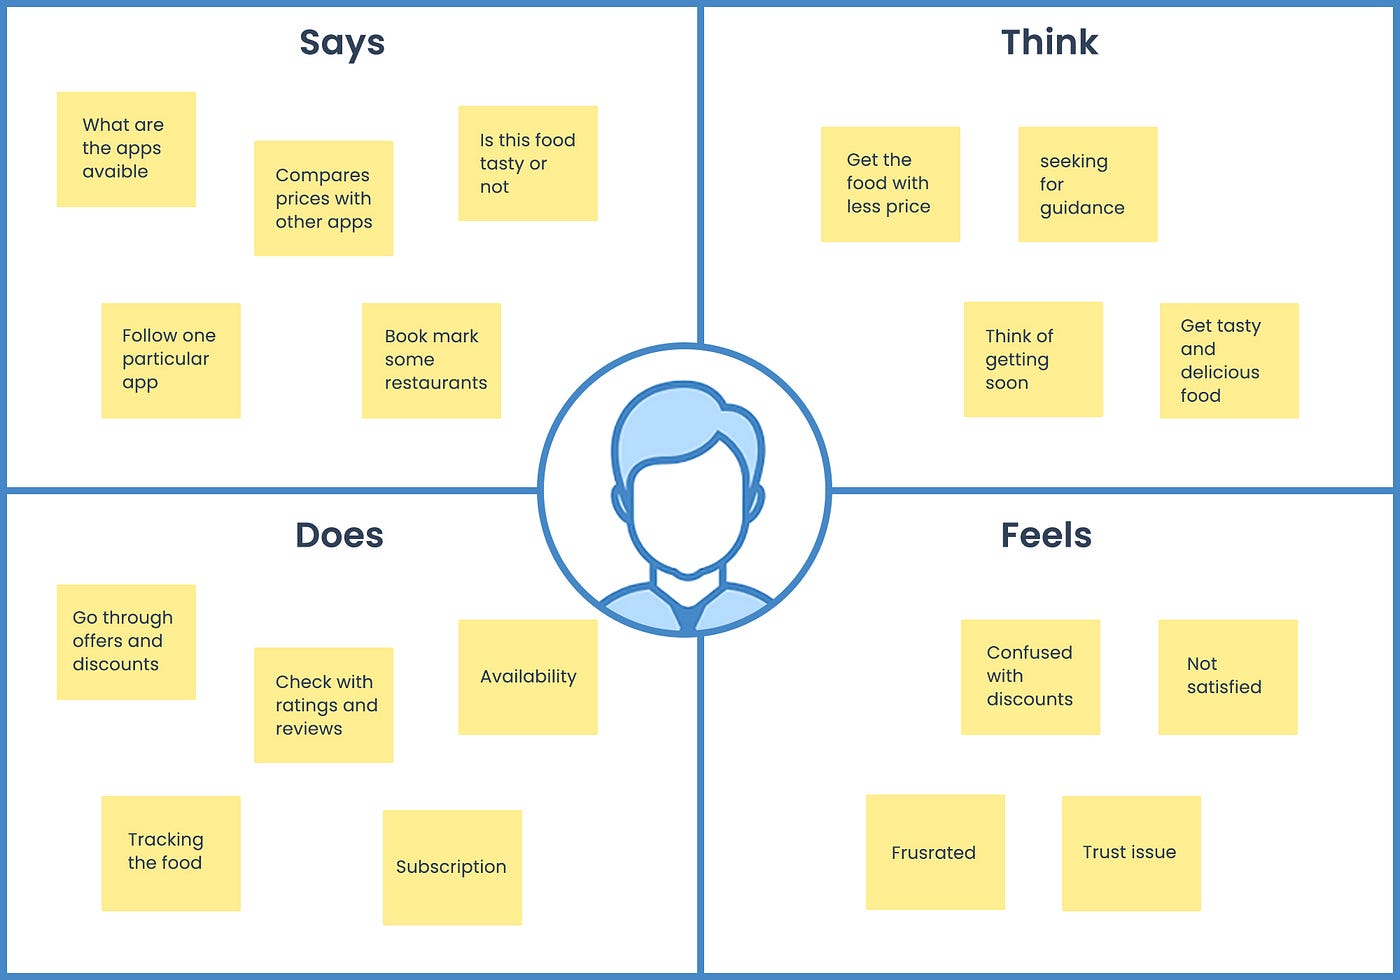 Says
What are
the apps
avaible
Compares
prices with
other apps
Is this food
tasty or
not
Follow one
particular
app
Book mark
some
restaurants
Think
Get the
food with
less price
seeking
for
guidance
Think of
getting
soon
Get tasty
and
delicious
food
Does
Go through
offers and
discounts
Check with
ratings and
reviews
Availability
Tracking
the food
Subscription
Feels
Confused
with
discounts
Not
satisfied
Frusrated
Trust issue